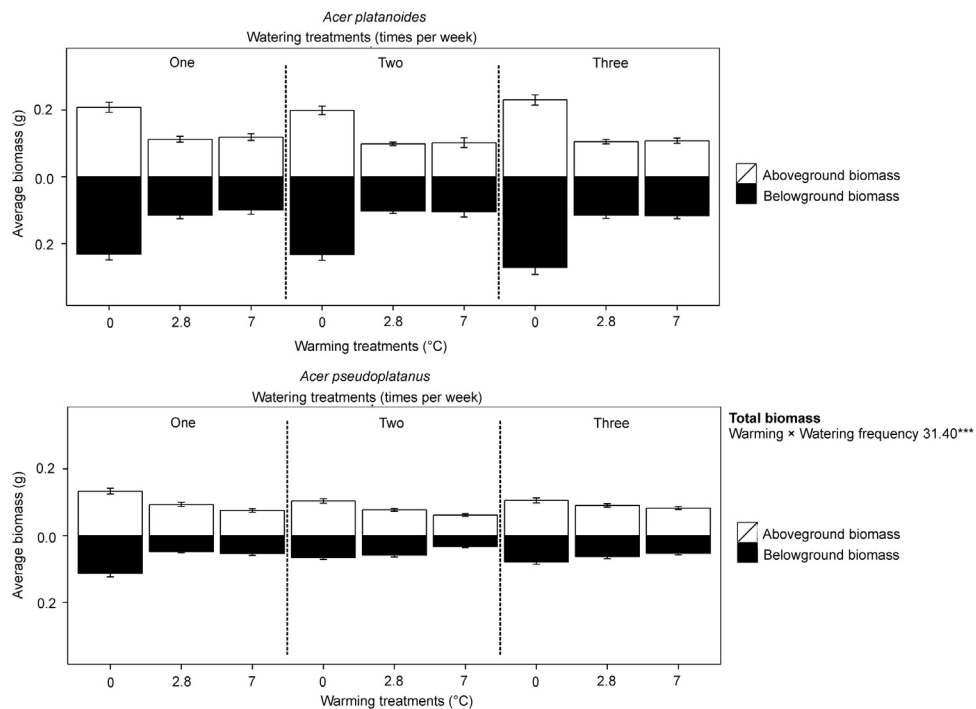 Acer platanoides
Watering treatments (times per week)
One Two Three
Average biomass (g)
0.2
0.0
0.2
Aboveground biomass
Belowground biomass
0 2.8 7 0 2.8 7 0 2.8 7
Warming treatments (°C)
Acer pseudoplatanus
Watering treatments (times per week)
One Two Three
Total biomass
Warming × Watering frequency 31.40***
Average biomass (g)
0.2
0.0
0.2
Aboveground biomass
Belowground biomass
0 2.8 7 0 2.8 7 0 2.8 7
Warming treatments (°C)